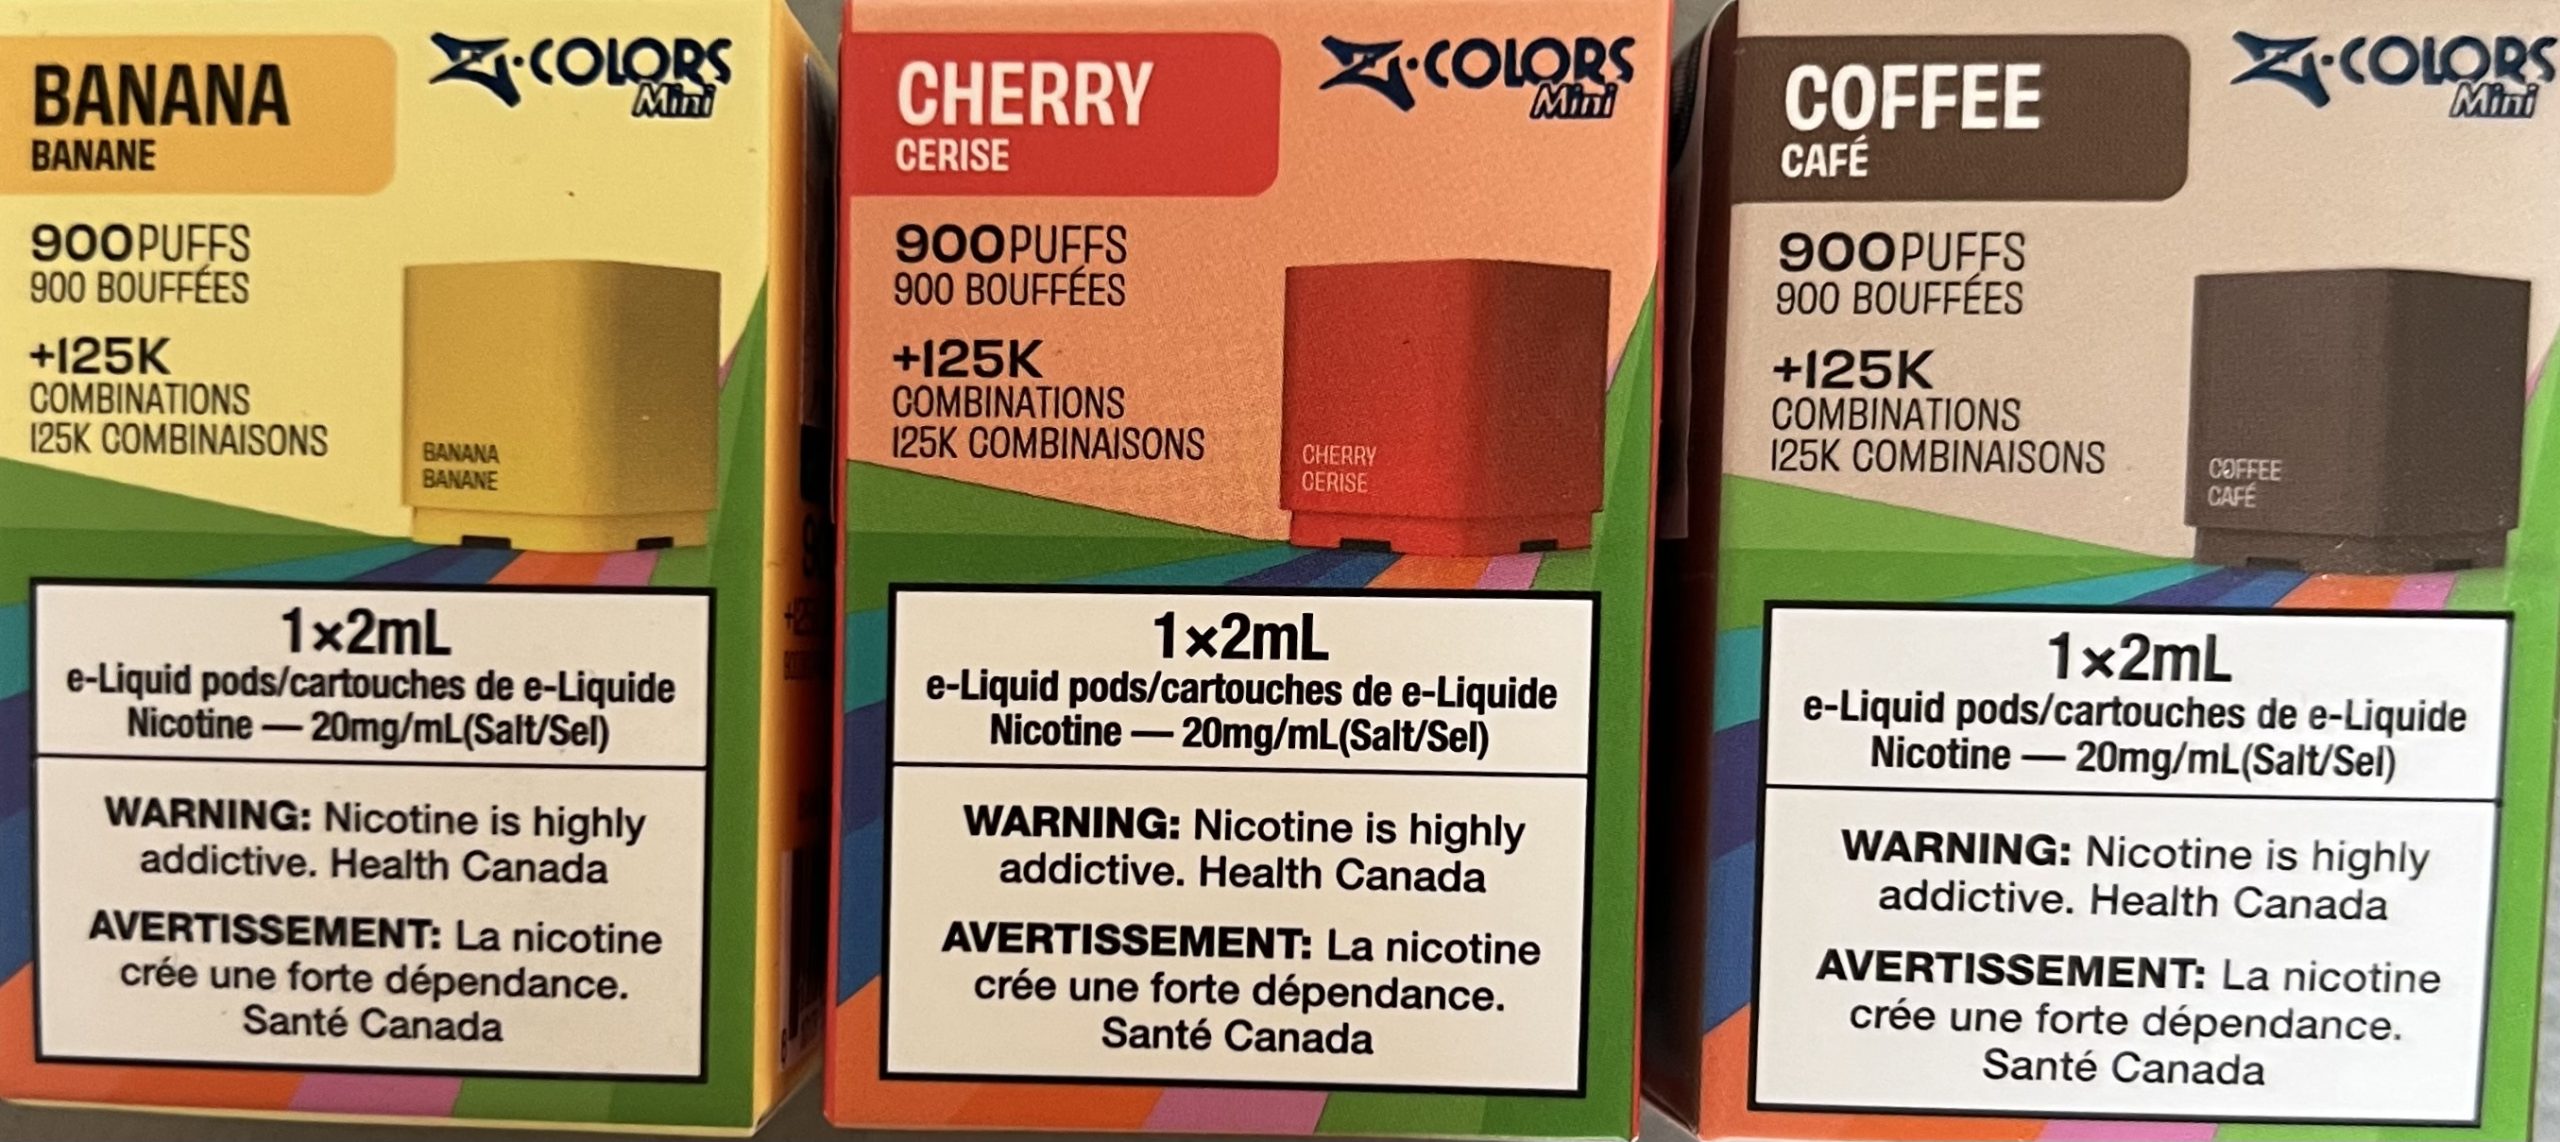 BANANA
BANANE
Z·COLORS
Mini
900 PUFFS
900 BOUFFÉES
+125K
COMBINATIONS
125K COMBINAISONS
BANANA
BANANE
1×2mL
e-Liquid pods/cartouches de e-Liquide
Nicotine — 20mg/mL(Salt/Sel)
WARNING: Nicotine is highly
addictive. Health Canada
AVERTISSEMENT: La nicotine
crée une forte dépendance.
Santé Canada
CHERRY
CERISE
Z·COLORS
Mini
900 PUFFS
900 BOUFFÉES
+125K
COMBINATIONS
125K COMBINAISONS
CHERRY
CERISE
1×2mL
e-Liquid pods/cartouches de e-Liquide
Nicotine — 20mg/mL(Salt/Sel)
WARNING: Nicotine is highly
addictive. Health Canada
AVERTISSEMENT: La nicotine
crée une forte dépendance.
Santé Canada
COFFEE
CAFÉ
Z·COLORS
Mini
900 PUFFS
900 BOUFFÉES
+125K
COMBINATIONS
125K COMBINAISONS
COFFEE
CAFÉ
1×2mL
e-Liquid pods/cartouches de e-Liquide
Nicotine — 20mg/mL(Salt/Sel)
WARNING: Nicotine is highly
addictive. Health Canada
AVERTISSEMENT: La nicotine
crée une forte dépendance.
Santé Canada